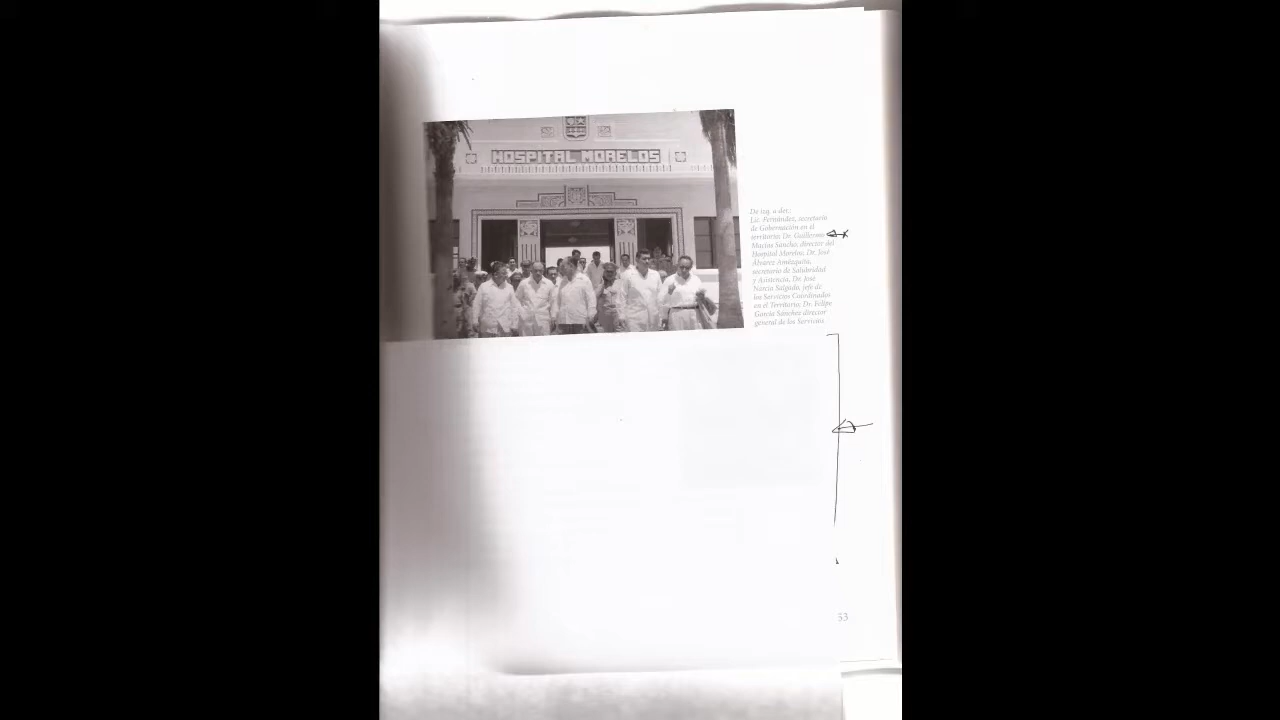 HOSPITAL MORELOS
De izq. a der.:
Lic. Fernández, secretario
de Gobernación en el
territorio; Dr. Guillermo
Macías Sánchez, director del
Hospital Morelos; Dr. José
Álvarez Amézquita,
secretario de Salubridad
y Asistencia, Dr. José
García Salgado, jefe de
los Servicios Coordinados
en el Territorio; Dr. Felipe
García Sánchez director
general de los Servicios
53